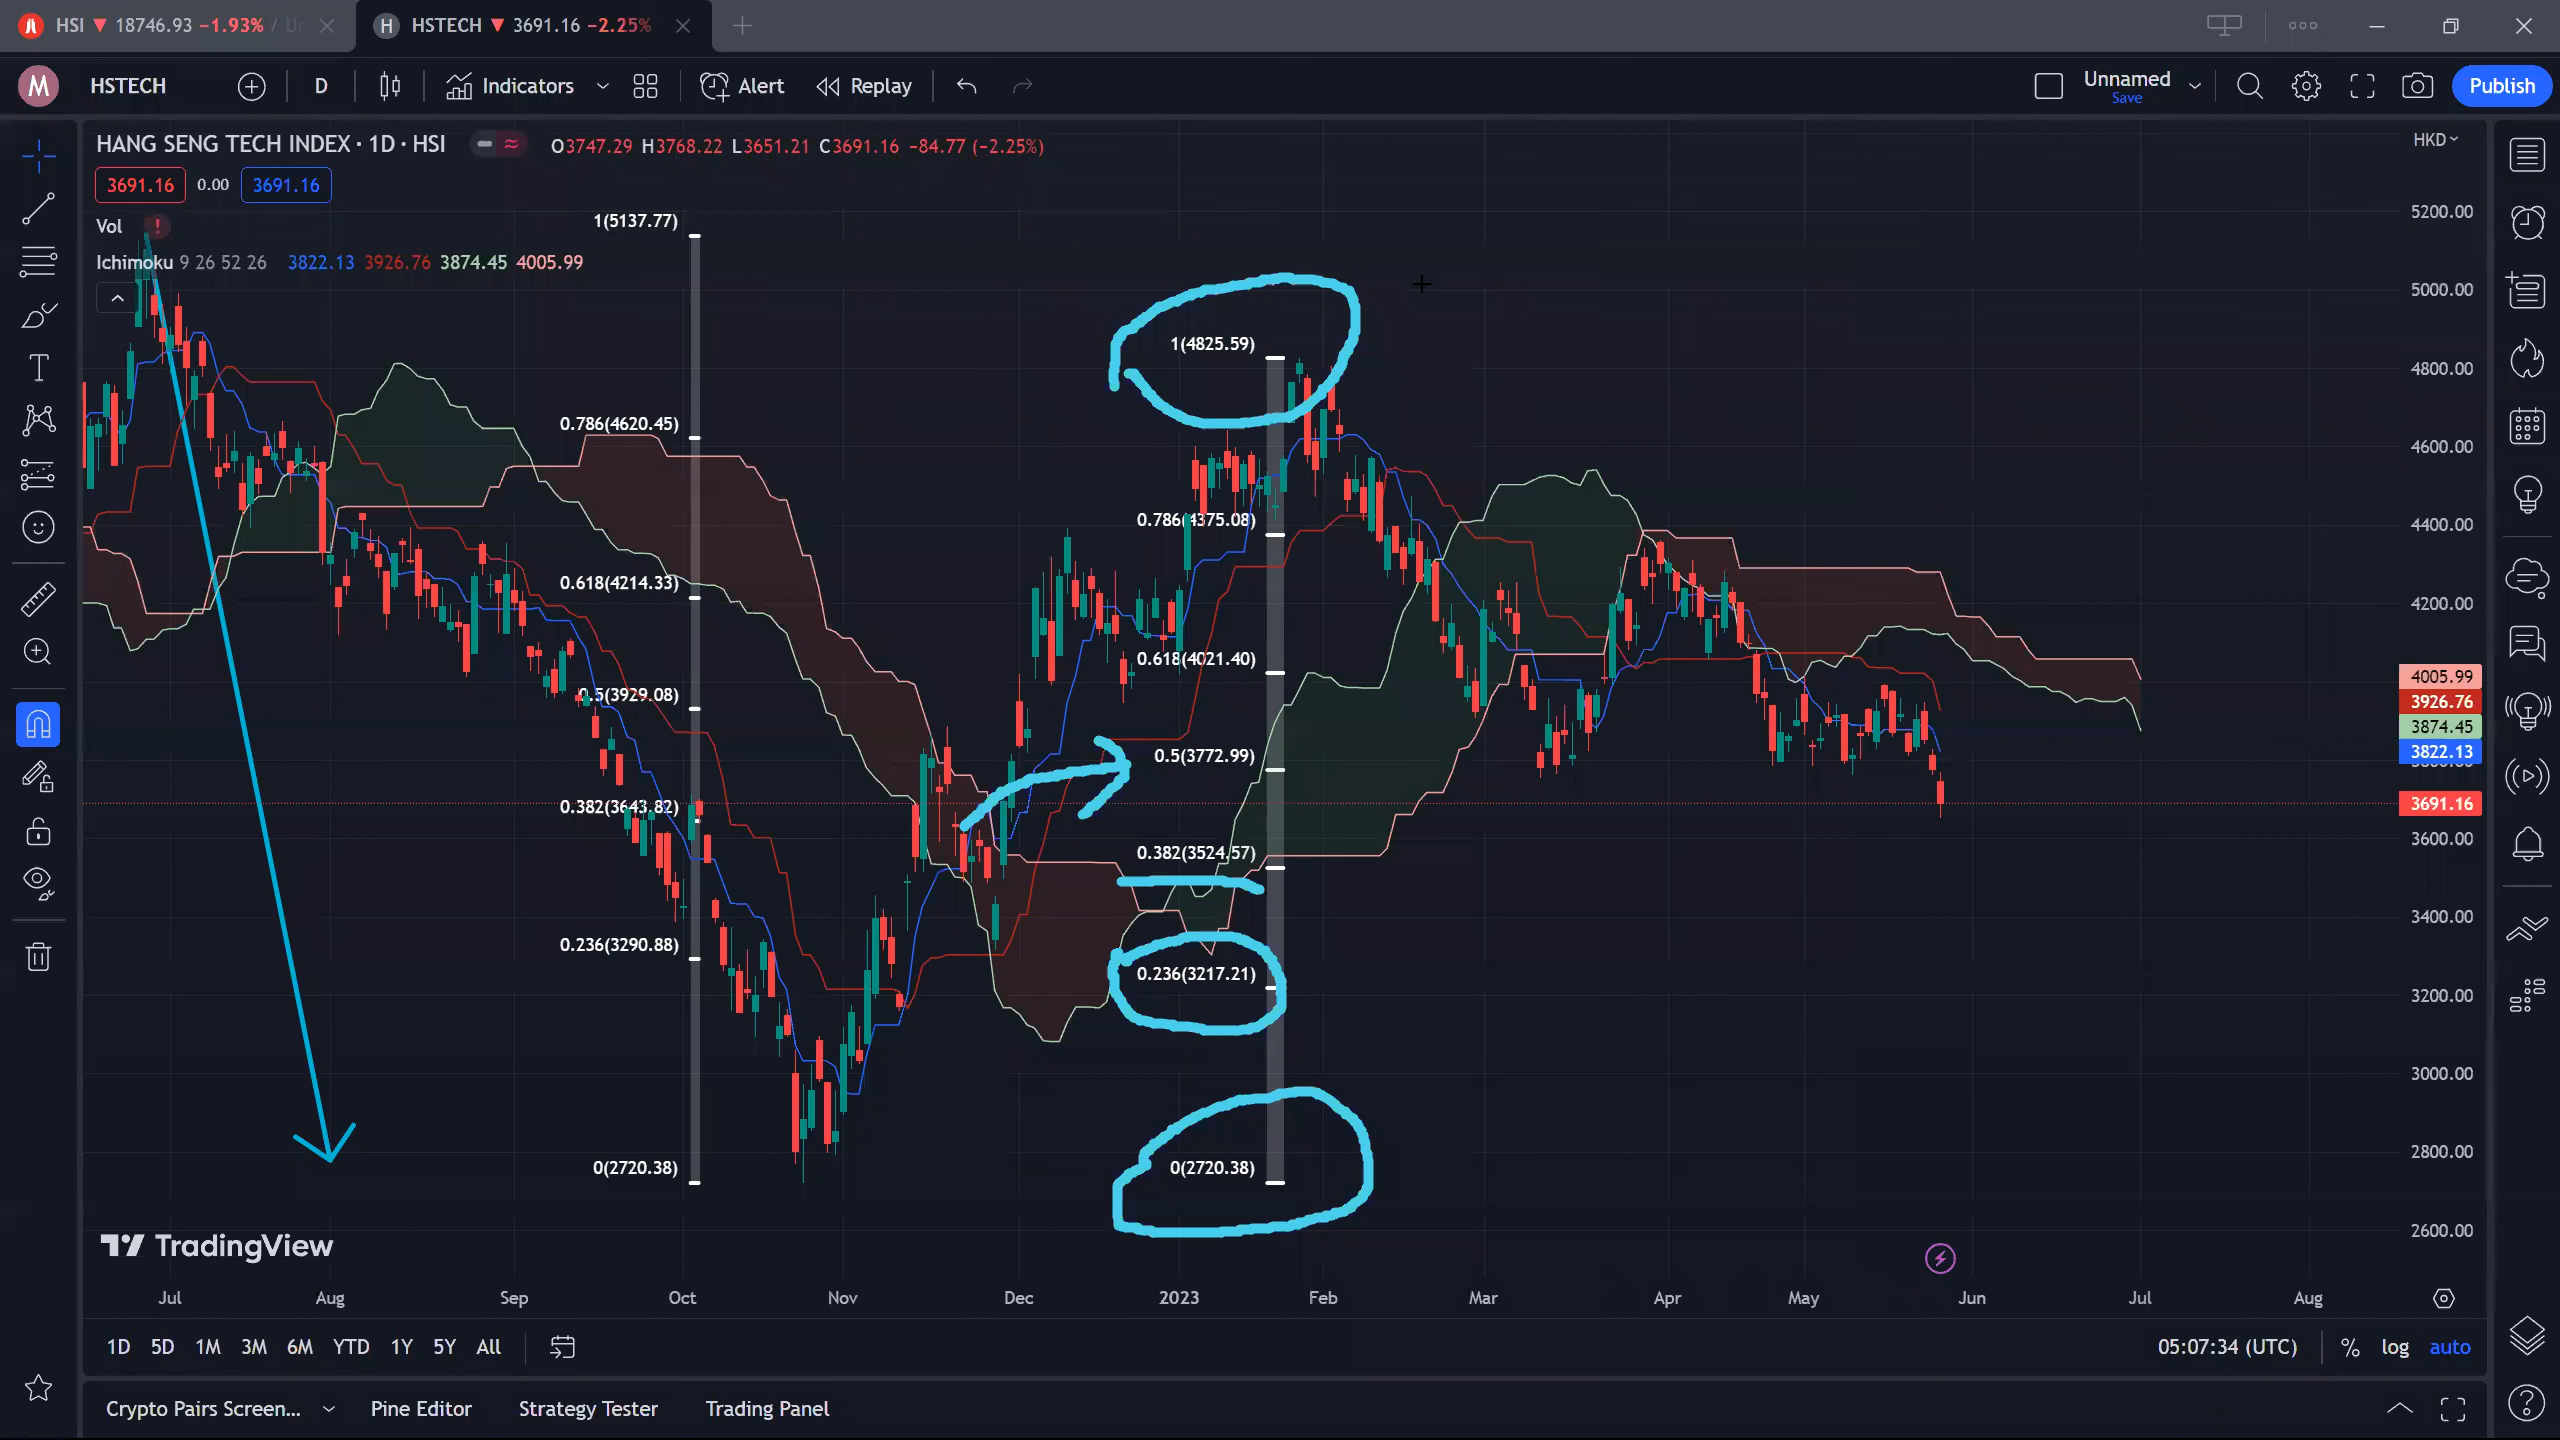 HSI ▼ 18746.93 −1.93% / Un
H HSTECH ▼ 3691.16 −2.25%
M HSTECH D Indicators Alert Replay Unnamed Publish
Save
HANG SENG TECH INDEX · 1D · HSI O3747.29 H3768.22 L3651.21 C3691.16 −84.77 (−2.25%) HKD
3691.16 0.00 3691.16
Vol !
Ichimoku 9 26 52 26 3822.13 3926.76 3874.45 4005.99
1(5137.77)
0.786(4620.45)
0.618(4214.33)
0.5(3929.08)
0.382(3643.82)
0.236(3290.88)
0(2720.38)
1(4825.59)
0.786(4375.08)
0.618(4021.40)
0.5(3772.99)
0.382(3524.57)
0.236(3217.21)
0(2720.38)
5200.00
5000.00
4800.00
4600.00
4400.00
4200.00
4005.99
3926.76
3874.45
3822.13
3691.16
3600.00
3400.00
3200.00
3000.00
2800.00
2600.00
TradingView
Jul Aug Sep Oct Nov Dec 2023 Feb Mar Apr May Jun Jul Aug
1D 5D 1M 3M 6M YTD 1Y 5Y All 05:07:34 (UTC) % log auto
Crypto Pairs Screen... Pine Editor Strategy Tester Trading Panel